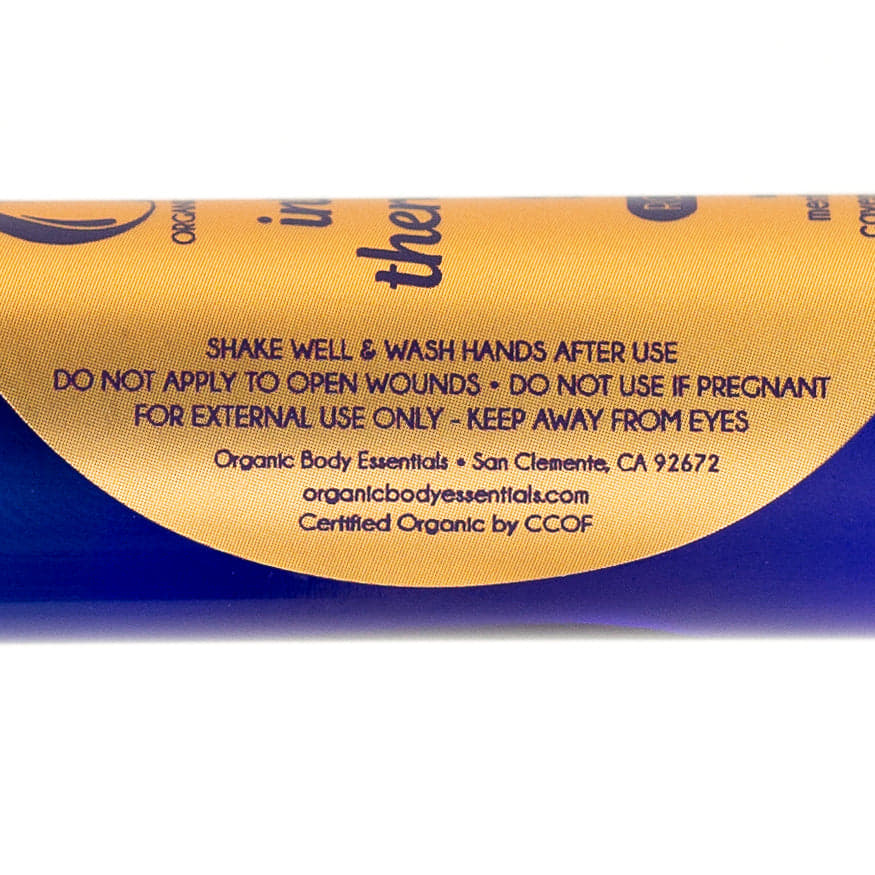 SHAKE WELL & WASH HANDS AFTER USE
DO NOT APPLY TO OPEN WOUNDS • DO NOT USE IF PREGNANT
FOR EXTERNAL USE ONLY - KEEP AWAY FROM EYES
Organic Body Essentials • San Clemente, CA 92672
organicbodyessentials.com
Certified Organic by CCOF